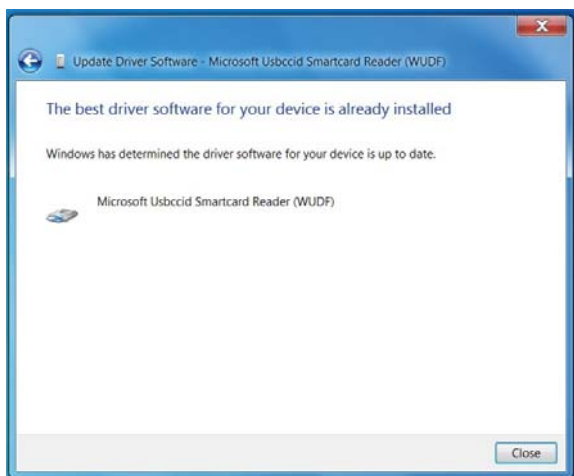 Update Driver Software - Microsoft Usbccid Smartcard Reader (WUDF)
The best driver software for your device is already installed
Windows has determined the driver software for your device is up to date.
Microsoft Usbccid Smartcard Reader (WUDF)
Close